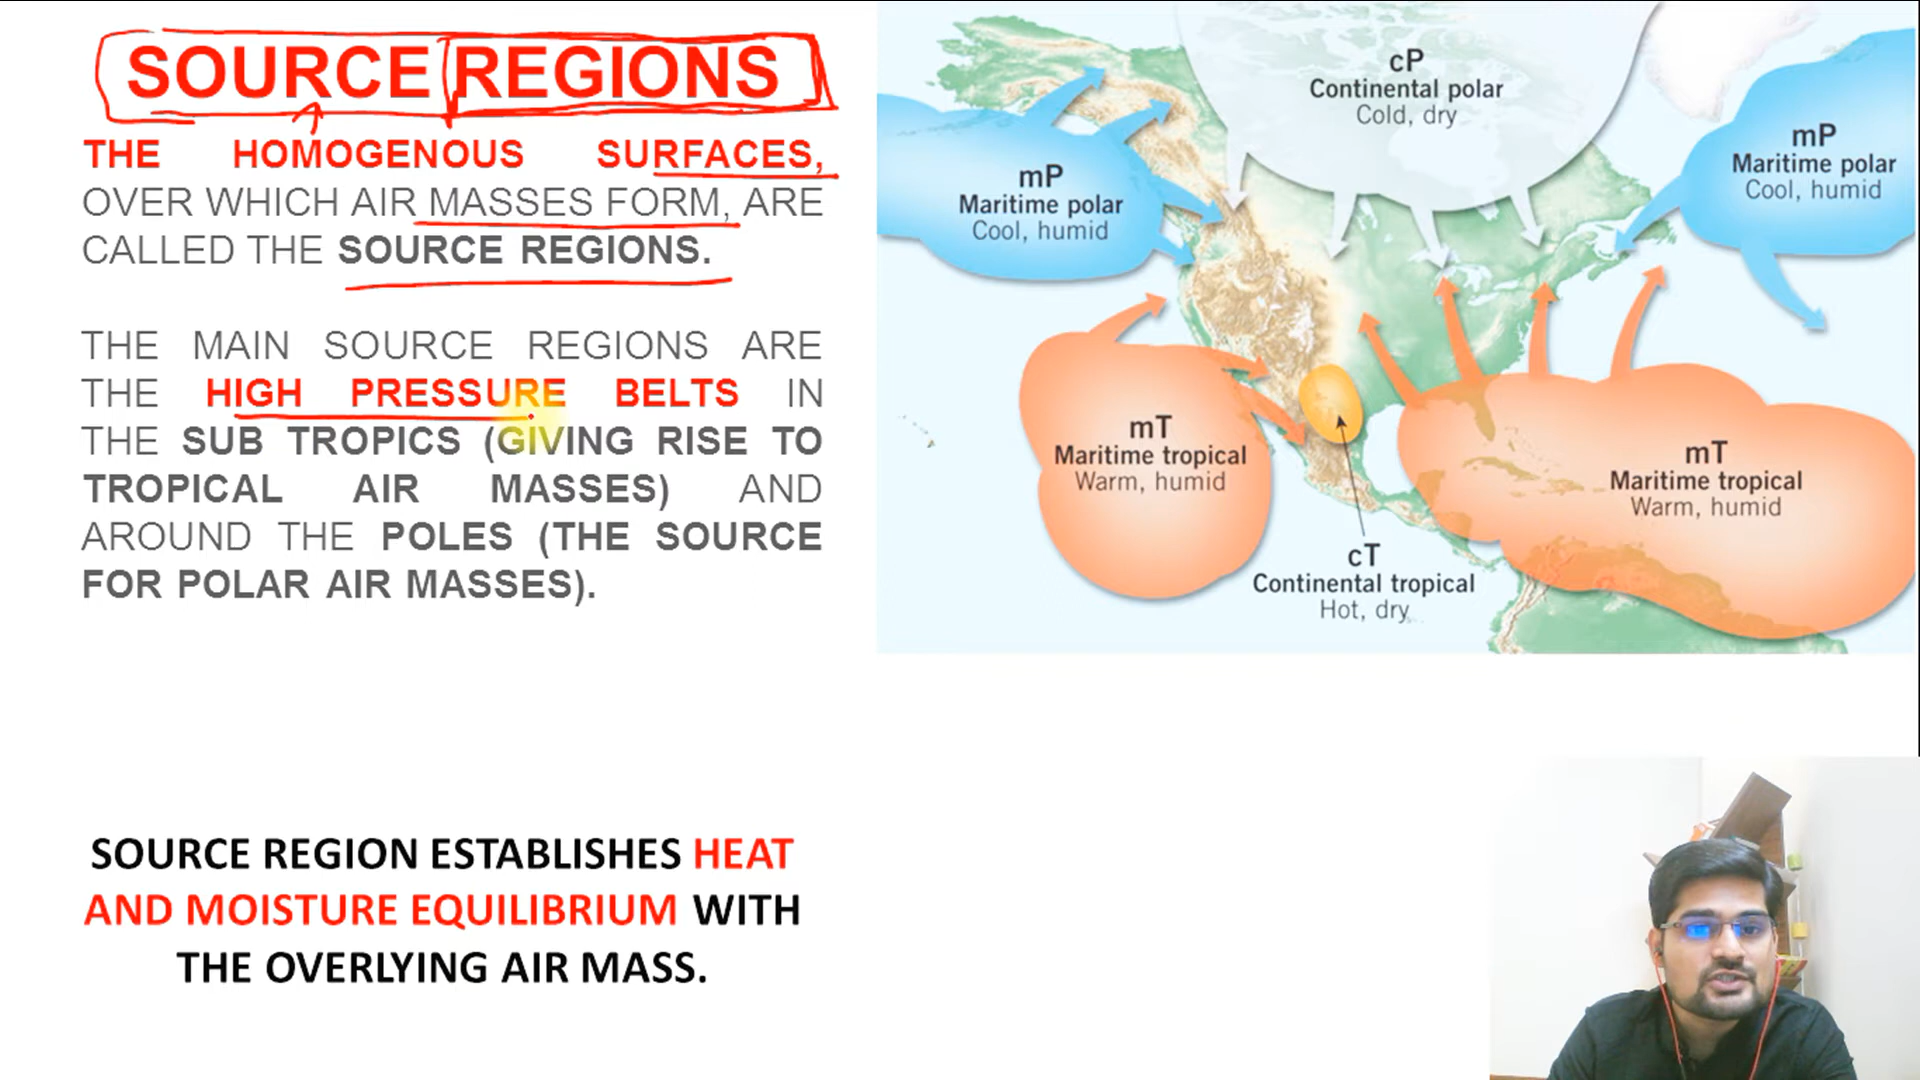 SOURCE REGIONS
THE HOMOGENOUS SURFACES,
OVER WHICH AIR MASSES FORM, ARE
CALLED THE SOURCE REGIONS.
THE MAIN SOURCE REGIONS ARE
THE HIGH PRESSURE BELTS IN
THE SUB TROPICS (GIVING RISE TO
TROPICAL AIR MASSES) AND
AROUND THE POLES (THE SOURCE
FOR POLAR AIR MASSES).
SOURCE REGION ESTABLISHES HEAT
AND MOISTURE EQUILIBRIUM WITH
THE OVERLYING AIR MASS.
cP
Continental polar
Cold, dry
mP
Maritime polar
Cool, humid
mP
Maritime polar
Cool, humid
mT
Maritime tropical
Warm, humid
mT
Maritime tropical
Warm, humid
cT
Continental tropical
Hot, dry